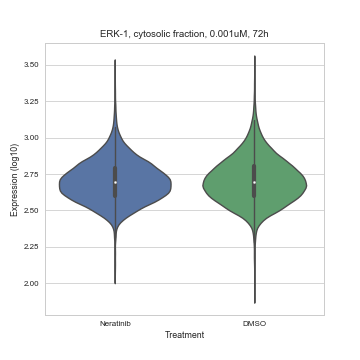 ERK-1, cytosolic fraction, 0.001uM, 72h
3.50
3.25
3.00
2.75
2.50
2.25
2.00
Expression (log10)
Neratinib
DMSO
Treatment